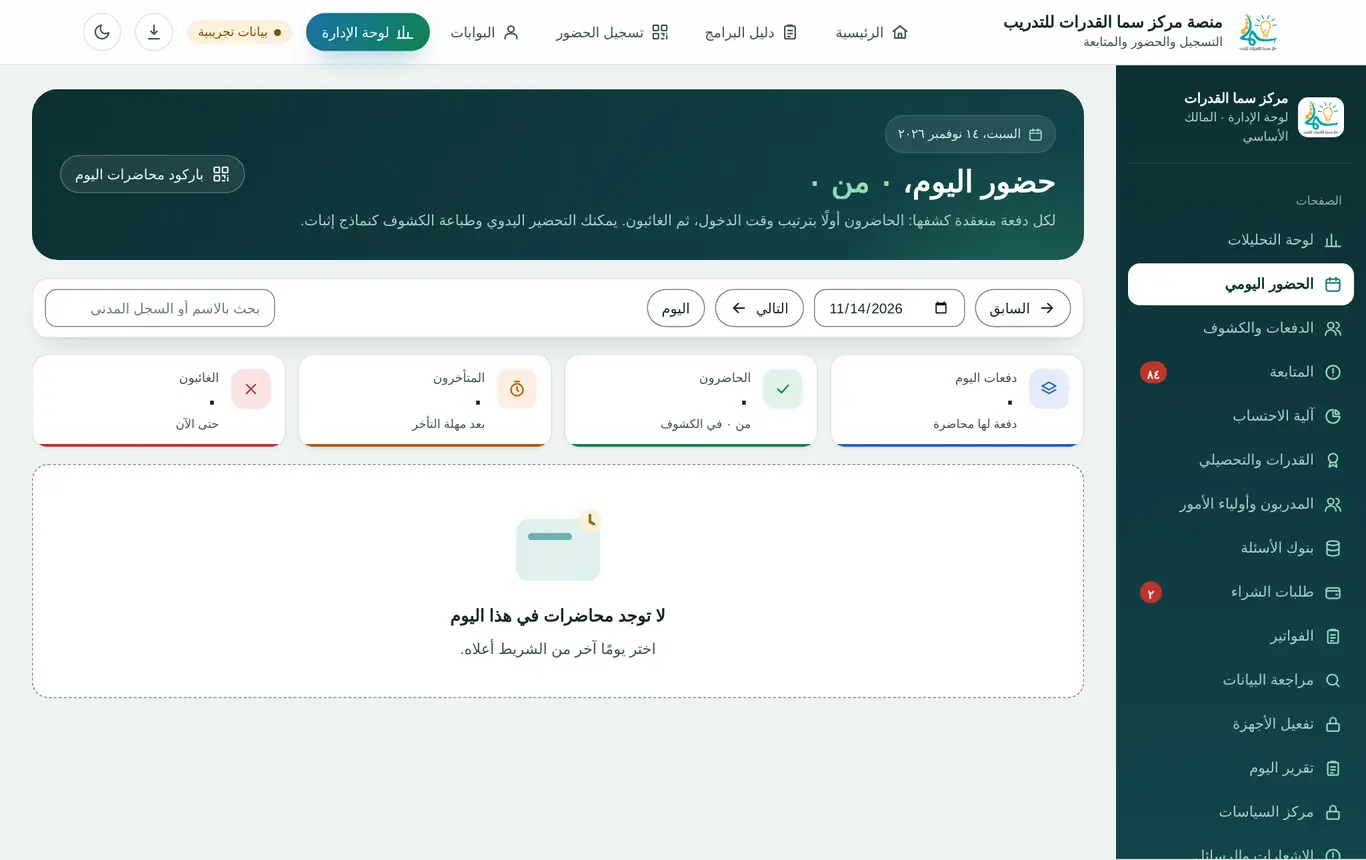 منصة مركز سما القدرات للتدريب
التسجيل والحضور والمتابعة
الرئيسية
دليل البرامج
تسجيل الحضور
البوابات
لوحة الإدارة
بيانات تجريبية
مركز سما القدرات
لوحة الإدارة · المالك
الأساسي
الصفحات
لوحة التحليلات
الحضور اليومي
الدفعات والكشوف
المتابعة
٨٤
آلية الاحتساب
القدرات والتحصيلي
المدربون وأولياء الأمور
بنوك الأسئلة
طلبات الشراء
٢
الفواتير
مراجعة البيانات
تفعيل الأجهزة
تقرير اليوم
مركز السياسات
الإشعارات والرسائل
السبت، ١٤ نوفمبر ٢٠٢٦
حضور اليوم، ٠ من ٠
لكل دفعة منعقدة كشفها: الحاضرون أولًا بترتيب وقت الدخول، ثم الغائبون. يمكنك التحضير اليدوي وطباعة الكشوف كنماذج إثبات.
باركود محاضرات اليوم
السابق
11/14/2026
التالي
اليوم
بحث بالاسم أو السجل المدني
دفعات اليوم
٠
دفعة لها محاضرة
الحاضرون
٠
من ٠ في الكشوف
المتأخرون
٠
بعد مهلة التأخر
الغائبون
٠
حتى الآن
لا توجد محاضرات في هذا اليوم
اختر يومًا آخر من الشريط أعلاه.